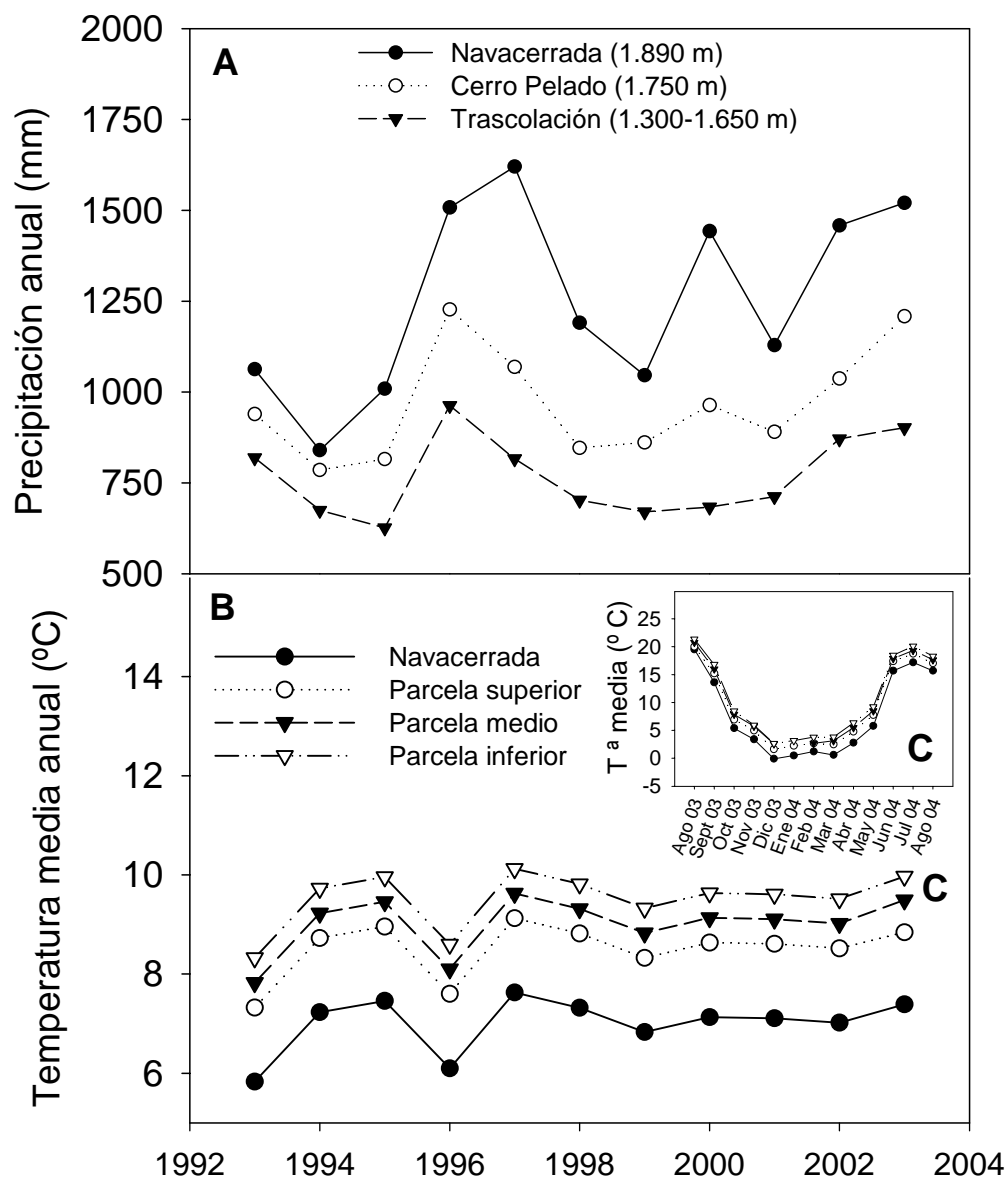 2000
1750
1500
1250
1000
750
500
Precipitación anual (mm)
A
Navacerrada (1.890 m)
Cerro Pelado (1.750 m)
Trascolación (1.300-1.650 m)
14
12
10
8
6
Temperatura media anual (ºC)
B
Navacerrada
Parcela superior
Parcela medio
Parcela inferior
25
20
15
10
5
0
-5
T ª media (º C)
C
Ago 03
Sept 03
Oct 03
Nov 03
Dic 03
Ene 04
Feb 04
Mar 04
Abr 04
May 04
Jun 04
Jul 04
Ago 04
C
1992
1994
1996
1998
2000
2002
2004